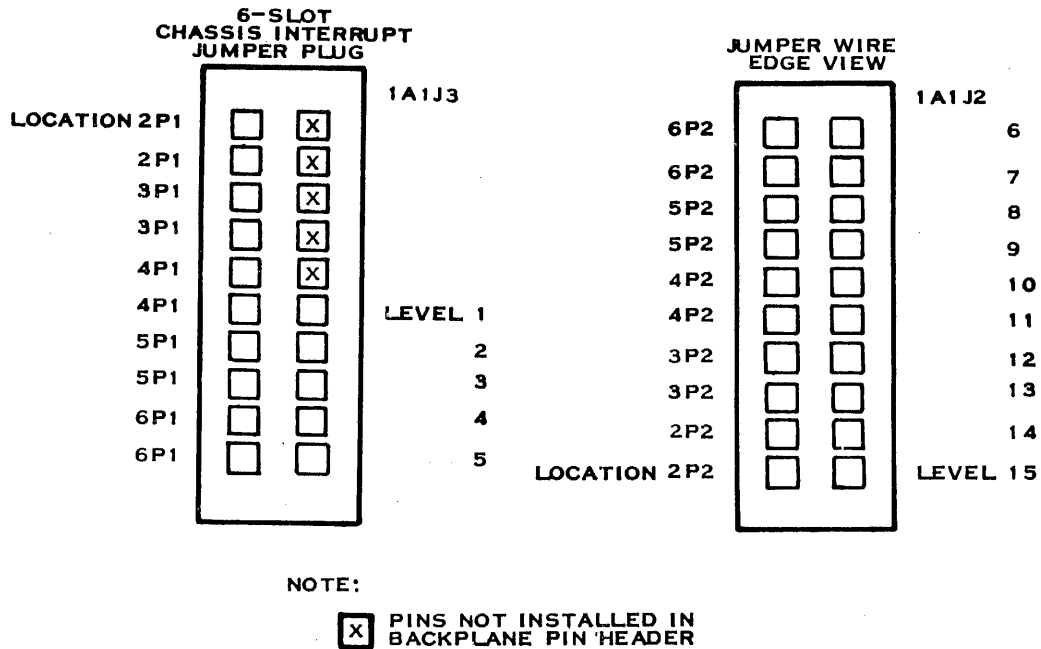 6-SLOT
CHASSIS INTERRUPT
JUMPER PLUG
1A1J3
LOCATION 2P1 X
2P1 X
3P1 X
3P1 X
4P1 X
4P1 LEVEL 1
5P1 2
5P1 3
6P1 4
6P1 5
JUMPER WIRE
EDGE VIEW
1A1J2
6P2 6
6P2 7
5P2 8
5P2 9
4P2 10
4P2 11
3P2 12
3P2 13
2P2 14
LOCATION 2P2 LEVEL 15
NOTE:
X PINS NOT INSTALLED IN
BACKPLANE PIN HEADER